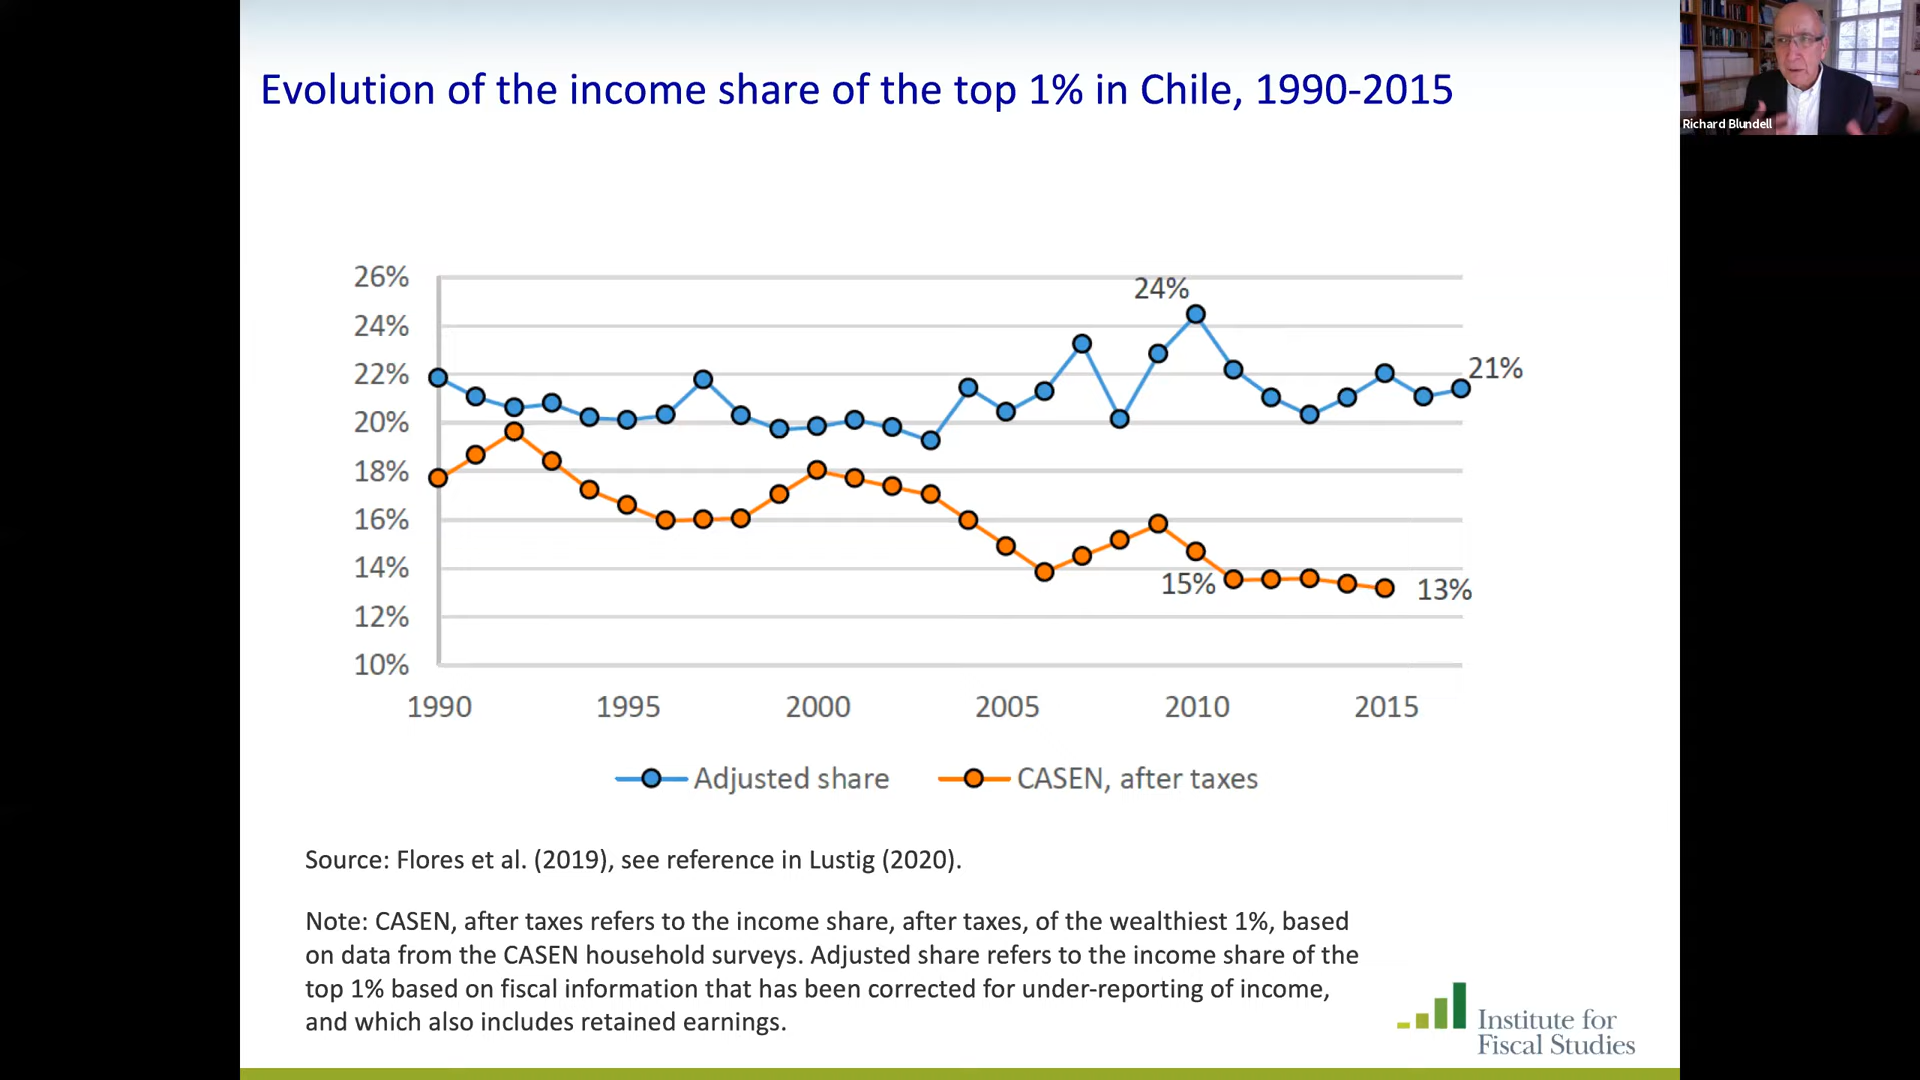 Evolution of the income share of the top 1% in Chile, 1990-2015
Richard Blundell
26%
24%
22%
20%
18%
16%
14%
12%
10%
24%
21%
15%
13%
1990 1995 2000 2005 2010 2015
Adjusted share CASEN, after taxes
Source: Flores et al. (2019), see reference in Lustig (2020).
Note: CASEN, after taxes refers to the income share, after taxes, of the wealthiest 1%, based
on data from the CASEN household surveys. Adjusted share refers to the income share of the
top 1% based on fiscal information that has been corrected for under-reporting of income,
and which also includes retained earnings.
Institute for
Fiscal Studies